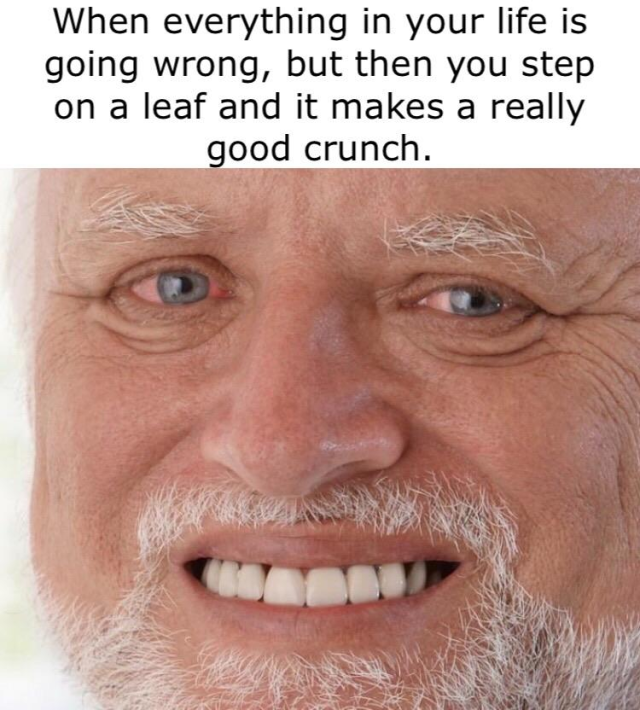 When everything in your life is
going wrong, but then you step
on a leaf and it makes a really
good crunch.